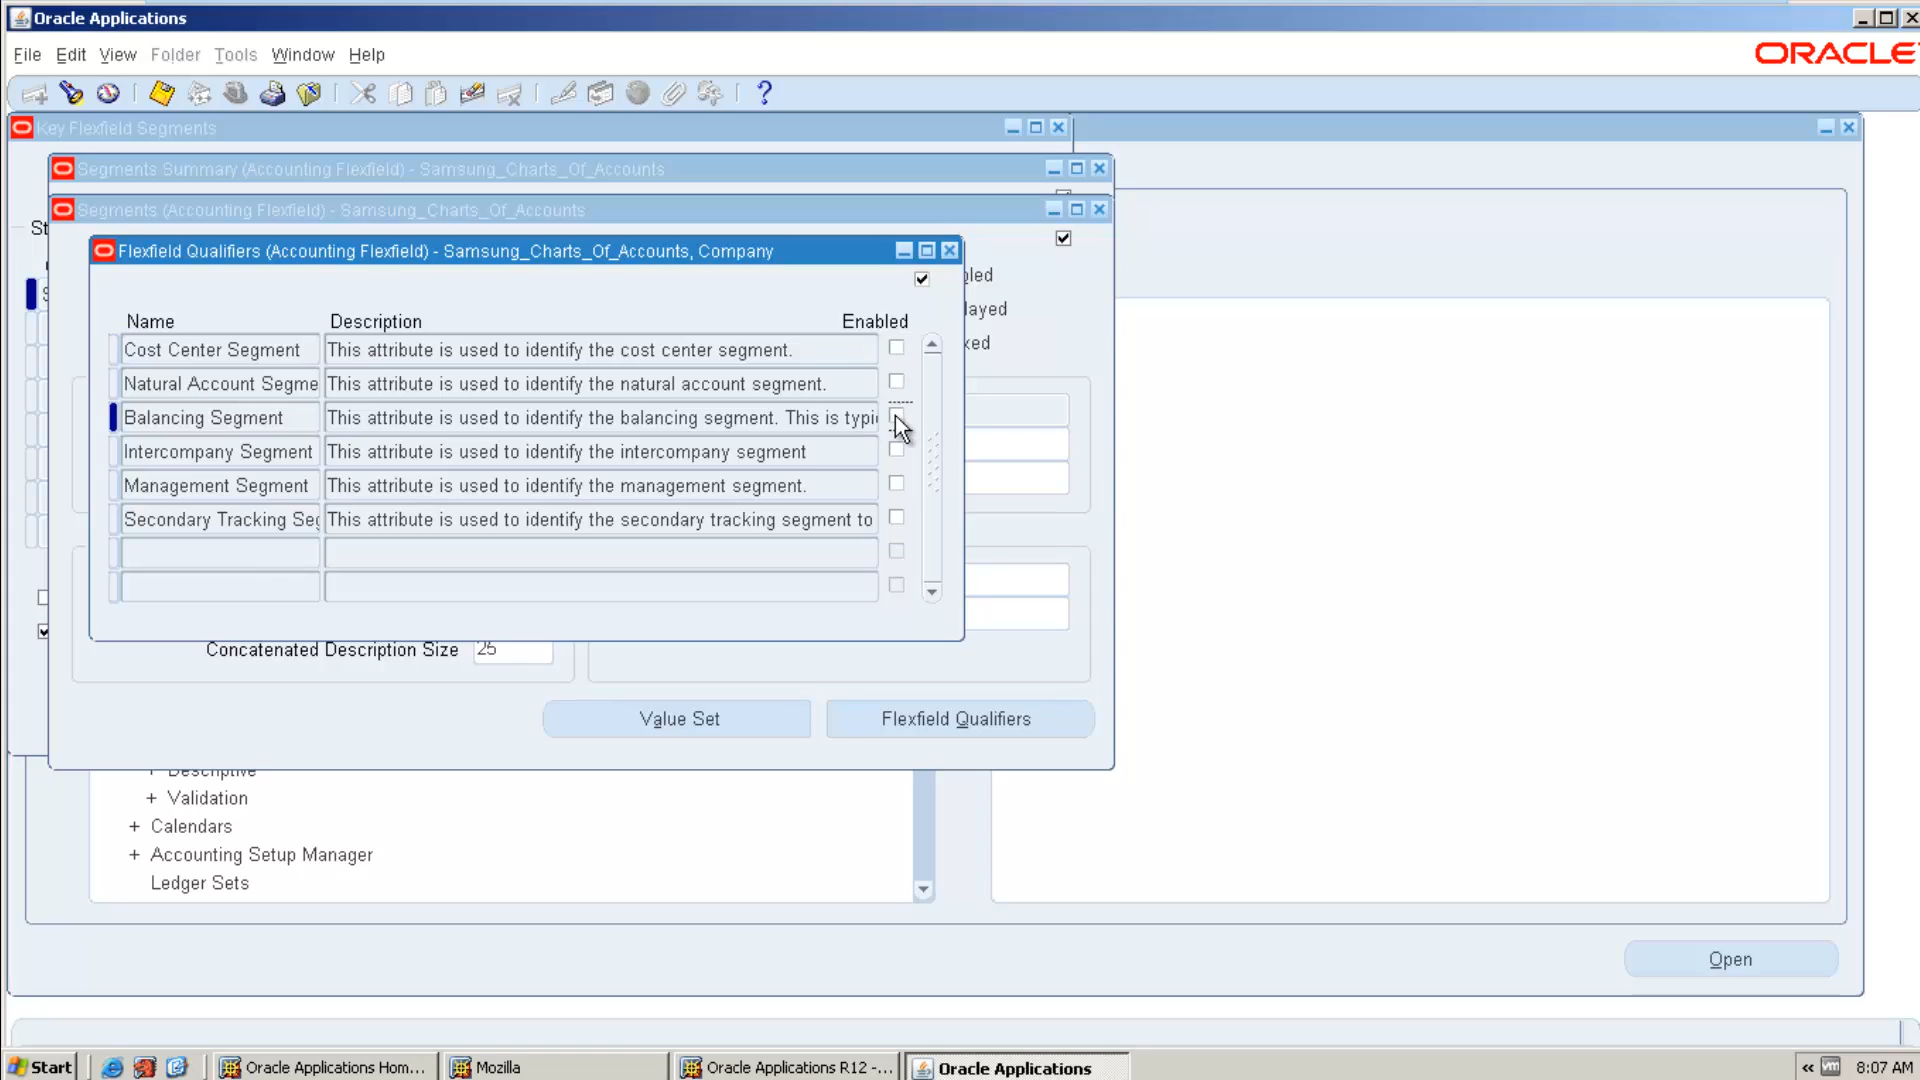 Oracle Applications
File Edit View Folder Tools Window Help
ORACLE
Key Flexfield Segments
Segments Summary (Accounting Flexfield) - Samsung_Charts_Of_Accounts
Segments (Accounting Flexfield) - Samsung_Charts_Of_Accounts
Flexfield Qualifiers (Accounting Flexfield) - Samsung_Charts_Of_Accounts, Company
Name Description Enabled
Cost Center Segment This attribute is used to identify the cost center segment.
Natural Account Segme This attribute is used to identify the natural account segment.
Balancing Segment This attribute is used to identify the balancing segment. This is typi
Intercompany Segment This attribute is used to identify the intercompany segment
Management Segment This attribute is used to identify the management segment.
Secondary Tracking Seg This attribute is used to identify the secondary tracking segment to
Concatenated Description Size 25
Value Set Flexfield Qualifiers
+ Descriptive
+ Validation
+ Calendars
+ Accounting Setup Manager
Ledger Sets
Open
Start Oracle Applications Hom... Mozilla Oracle Applications R12 -... Oracle Applications « 8:07 AM